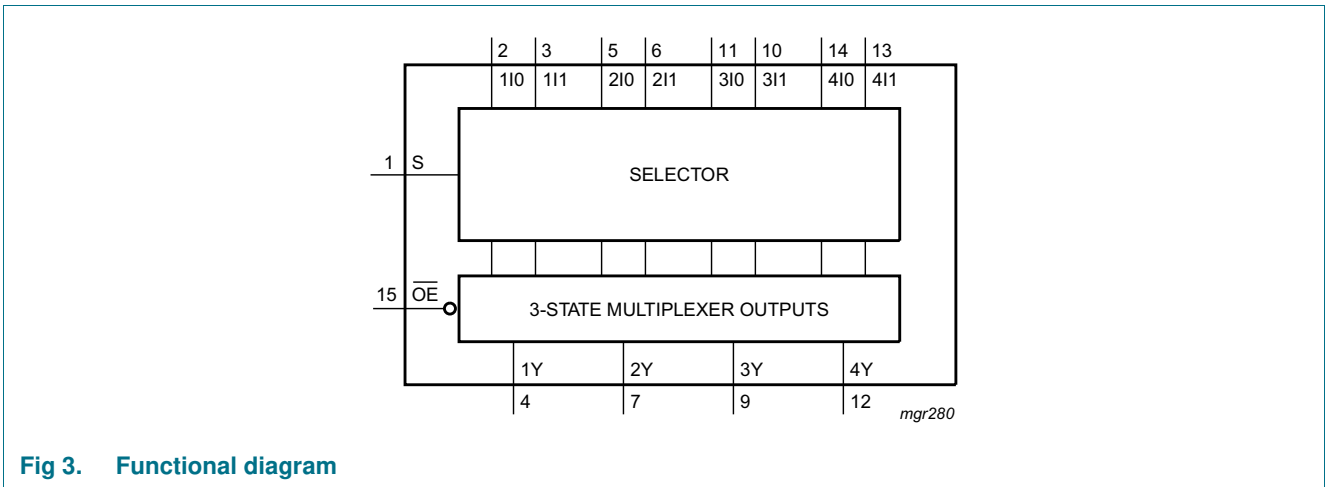 2 3 5 6 11 10 14 13
1I0 1I1 2I0 2I1 3I0 3I1 4I0 4I1
1 S
SELECTOR
15 OE
3-STATE MULTIPLEXER OUTPUTS
1Y 2Y 3Y 4Y
4 7 9 12
mgr280
Fig 3. Functional diagram